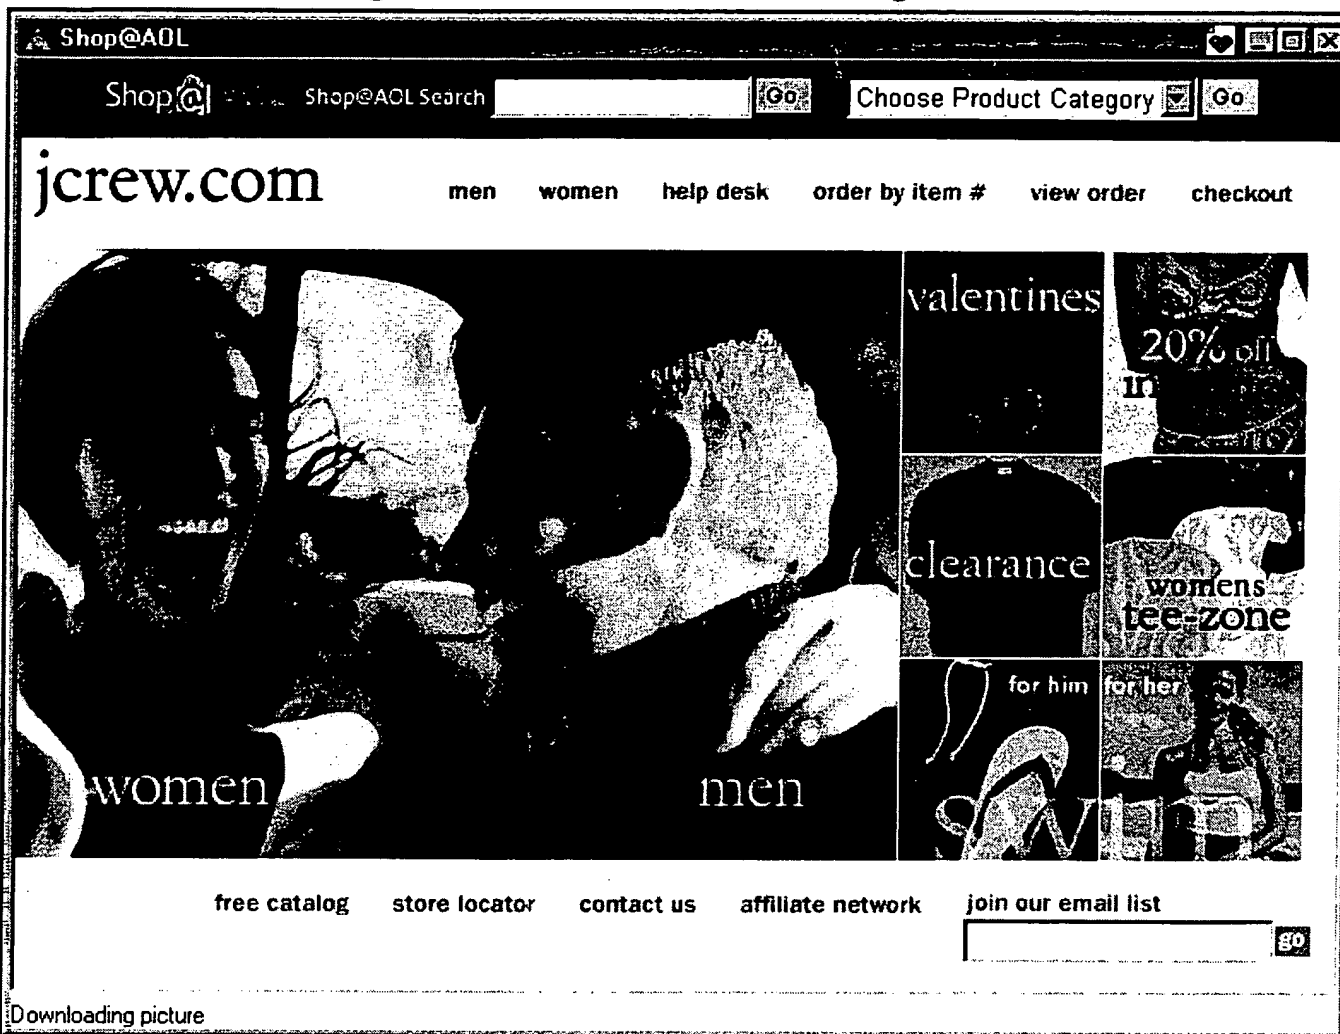 Shop@AOL
Shop@ Shop@AOL Search Go Choose Product Category Go
jcrew.com
men women help desk order by item # view order checkout
valentines
20% off
clearance
womens
tee-zone
for him for her
women men
free catalog store locator contact us affiliate network join our email list
go
Downloading picture